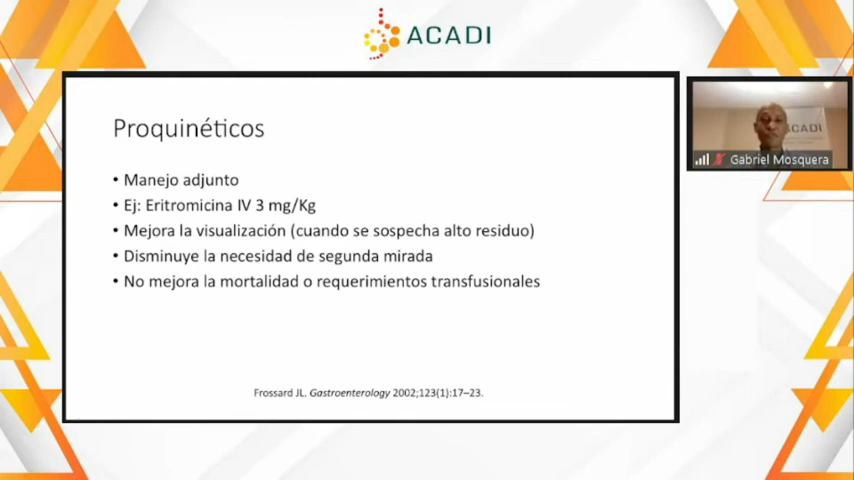 ACADI
Proquinéticos
• Manejo adjunto
• Ej: Eritromicina IV 3 mg/Kg
• Mejora la visualización (cuando se sospecha alto residuo)
• Disminuye la necesidad de segunda mirada
• No mejora la mortalidad o requerimientos transfusionales
Frossard JL. Gastroenterology 2002;123(1):17–23.
ACADI
Gabriel Mosquera